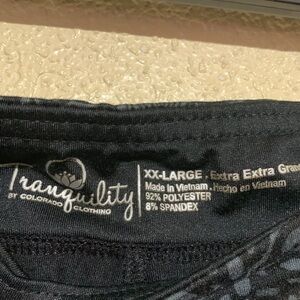 Tranquility
BY COLORADO CLOTHING
XX-LARGE . Extra Extra Gran
Made in Vietnam . Hecho en Vietnam
92% POLYESTER
8% SPANDEX